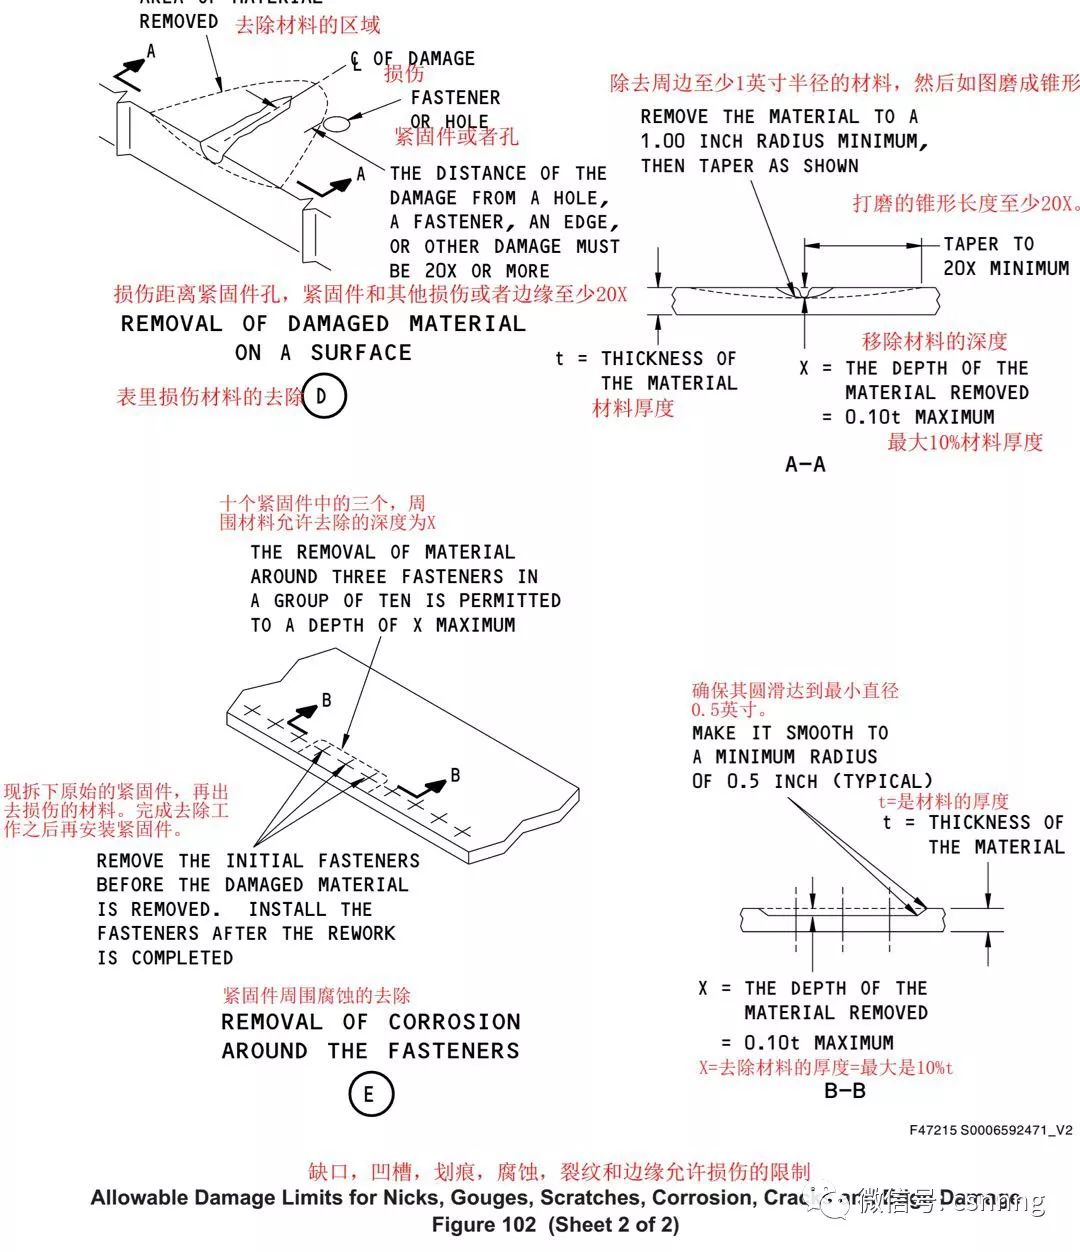 REMOVED 去除材料的区域
A
℄ OF DAMAGE
损伤
FASTENER
OR HOLE
紧固件或者孔
A
THE DISTANCE OF THE
DAMAGE FROM A HOLE,
A FASTENER, AN EDGE,
OR OTHER DAMAGE MUST
BE 20X OR MORE
损伤距离紧固件孔，紧固件和其他损伤或者边缘至少20X
REMOVAL OF DAMAGED MATERIAL
ON A SURFACE
表里损伤材料的去除 D
除去周边至少1英寸半径的材料，然后如图磨成锥形
REMOVE THE MATERIAL TO A
1.00 INCH RADIUS MINIMUM,
THEN TAPER AS SHOWN
打磨的锥形长度至少20X。
TAPER TO
20X MINIMUM
t = THICKNESS OF
THE MATERIAL
材料厚度
移除材料的深度
X = THE DEPTH OF THE
MATERIAL REMOVED
= 0.10t MAXIMUM
最大10%材料厚度
A-A
十个紧固件中的三个，周
围材料允许去除的深度为X
THE REMOVAL OF MATERIAL
AROUND THREE FASTENERS IN
A GROUP OF TEN IS PERMITTED
TO A DEPTH OF X MAXIMUM
B
B
现拆下原始的紧固件，再出
去损伤的材料。完成去除工
作之后再安装紧固件。
REMOVE THE INITIAL FASTENERS
BEFORE THE DAMAGED MATERIAL
IS REMOVED. INSTALL THE
FASTENERS AFTER THE REWORK
IS COMPLETED
紧固件周围腐蚀的去除
REMOVAL OF CORROSION
AROUND THE FASTENERS
E
确保其圆滑达到最小直径
0.5英寸。
MAKE IT SMOOTH TO
A MINIMUM RADIUS
OF 0.5 INCH (TYPICAL)
t=是材料的厚度
t = THICKNESS OF
THE MATERIAL
X = THE DEPTH OF THE
MATERIAL REMOVED
= 0.10t MAXIMUM
X=去除材料的厚度=最大是10%t
B-B
F47215 S0006592471_V2
缺口，凹槽，划痕，腐蚀，裂纹和边缘允许损伤的限制
Allowable Damage Limits for Nicks, Gouges, Scratches, Corrosion,
微信号: csnmng
Figure 102 (Sheet 2 of 2)